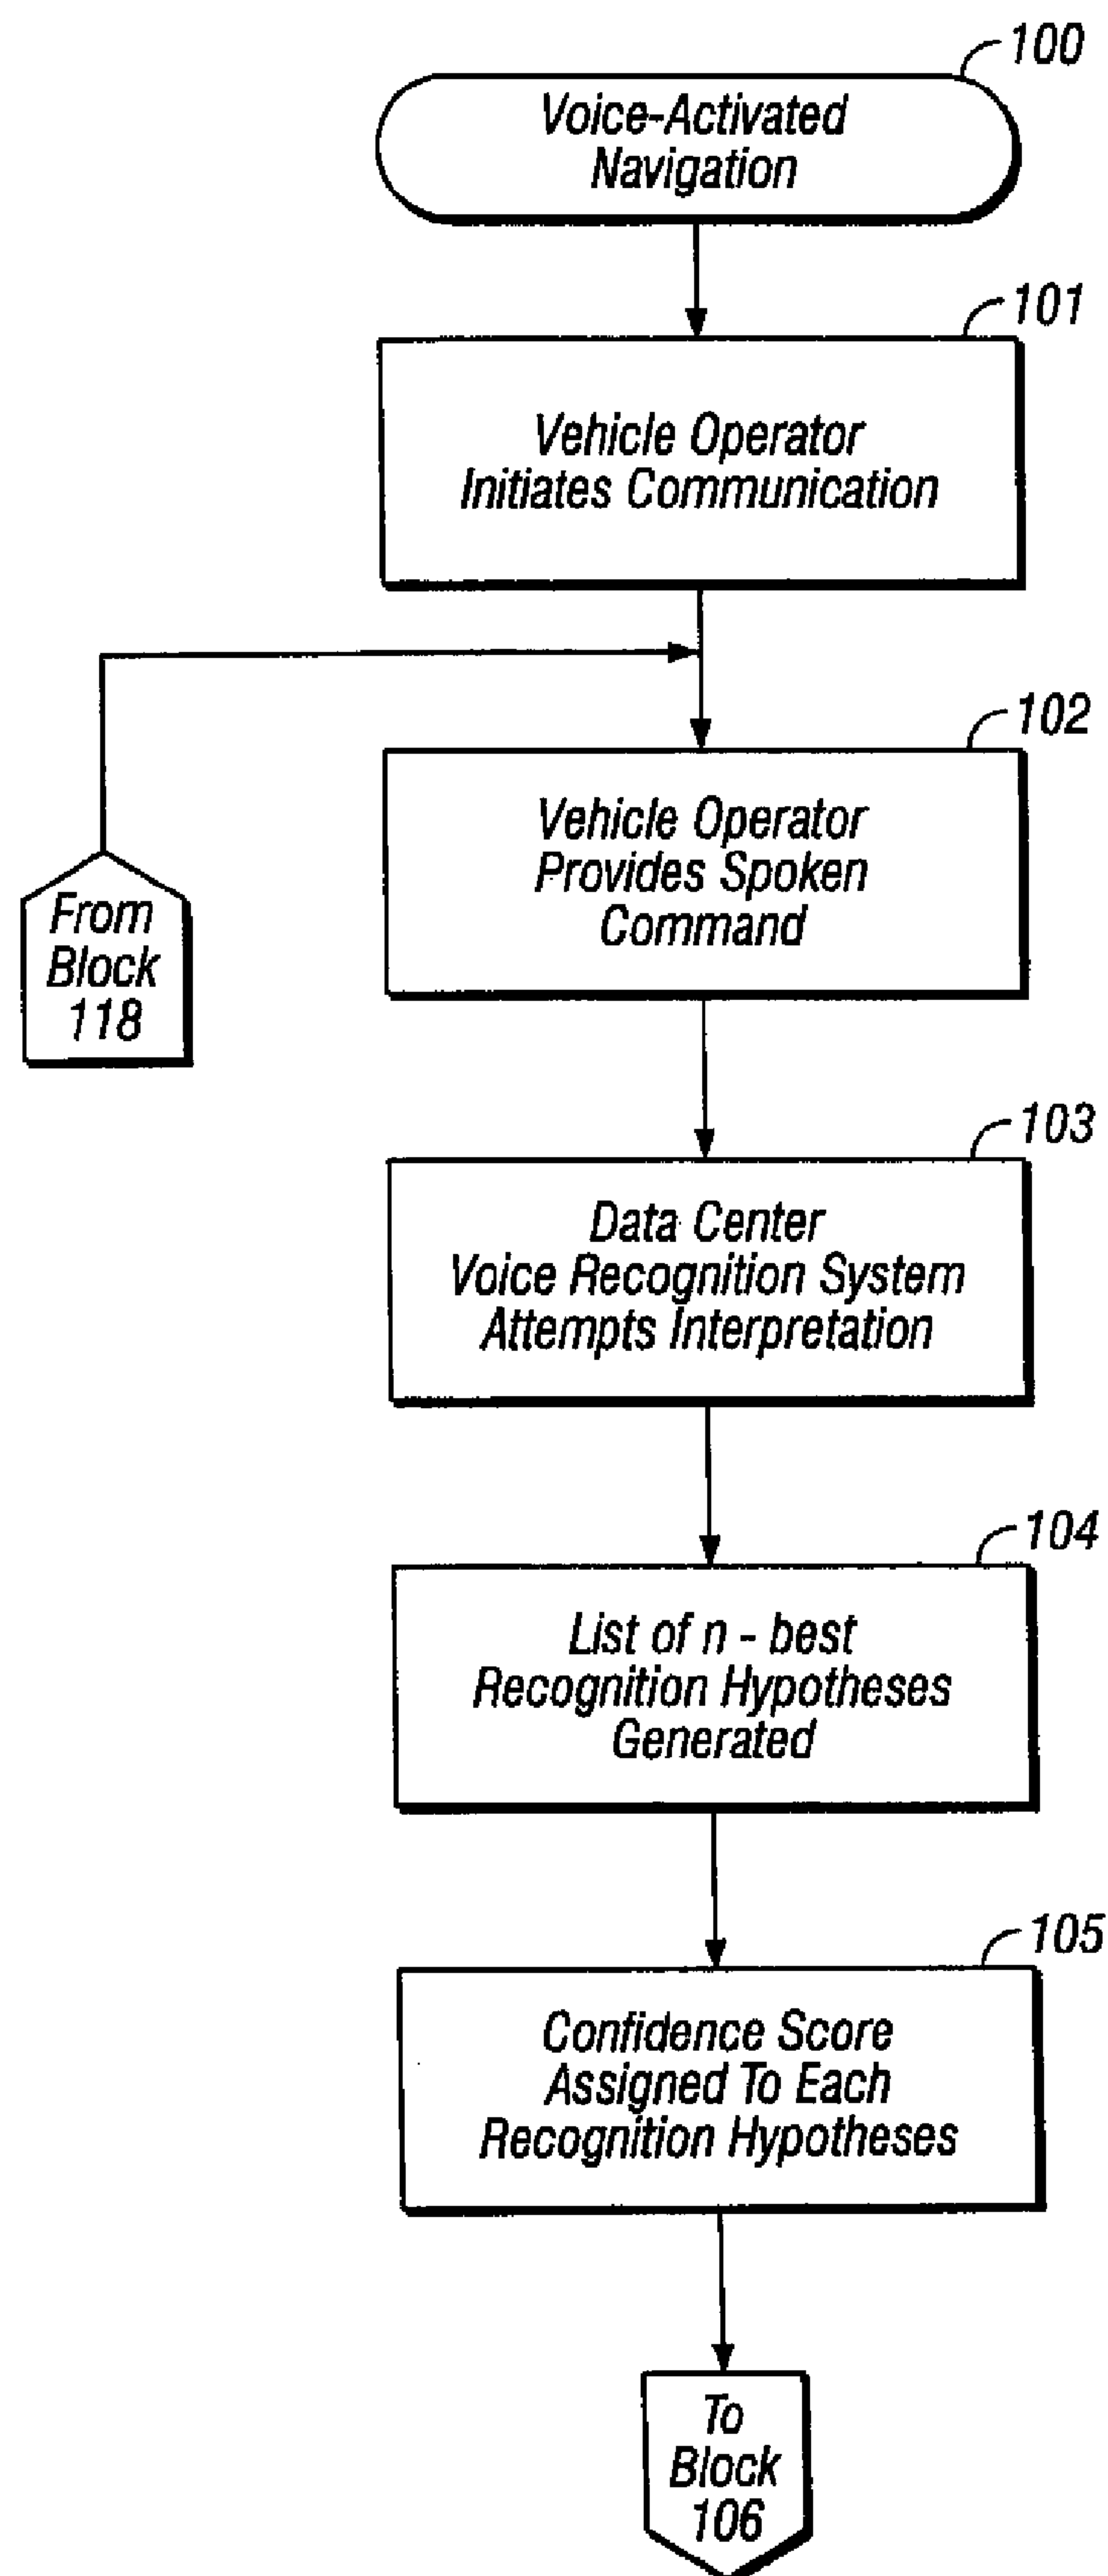 100
Voice-Activated
Navigation
101
Vehicle Operator
Initiates Communication
102
Vehicle Operator
Provides Spoken
Command
From
Block
118
103
Data Center
Voice Recognition System
Attempts Interpretation
104
List of n - best
Recognition Hypotheses
Generated
105
Confidence Score
Assigned To Each
Recognition Hypotheses
To
Block
106